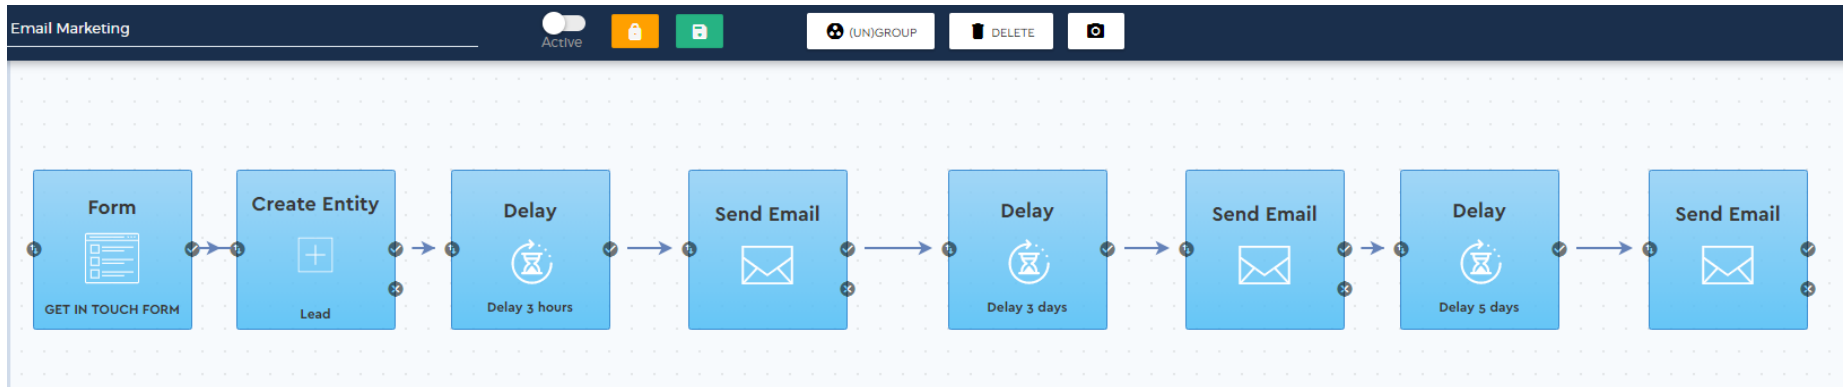 Email Marketing
Active
(UN)GROUP
DELETE
Form
GET IN TOUCH FORM
Create Entity
Lead
Delay
Delay 3 hours
Send Email
Delay
Delay 3 days
Send Email
Delay
Delay 5 days
Send Email